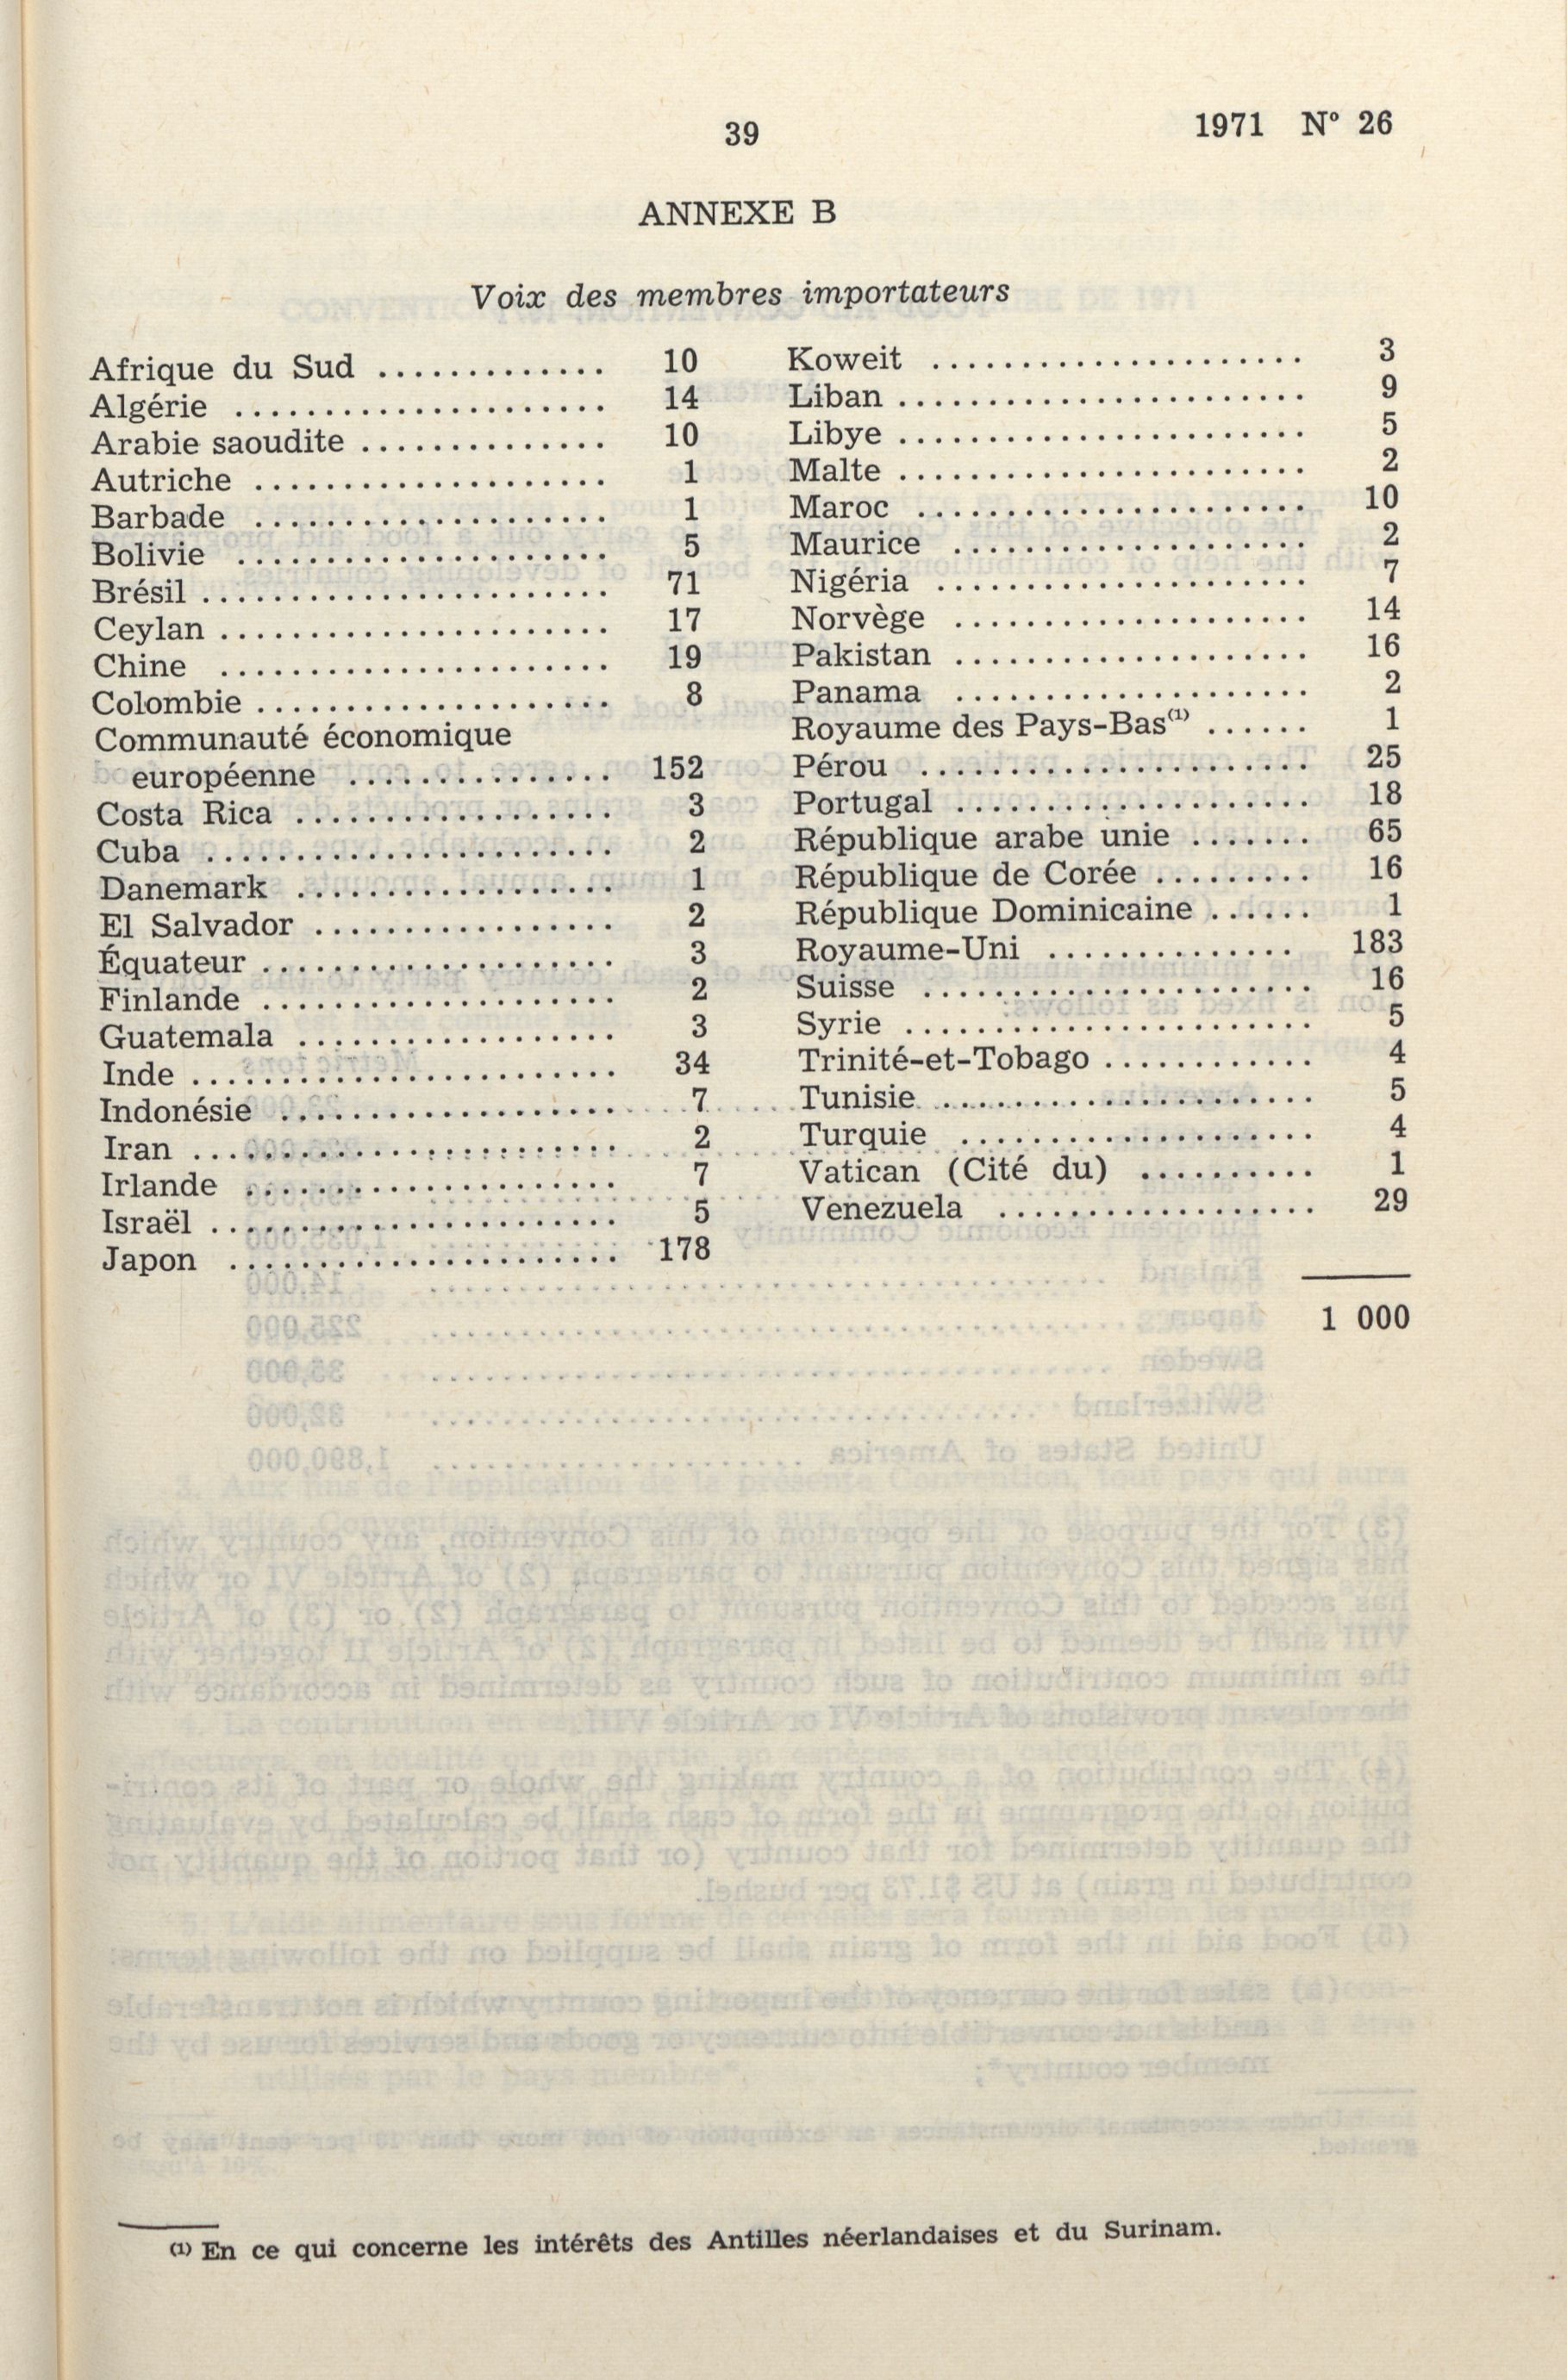 39
1971 Nº 26
ANNEXE B
Voix des membres importateurs
Afrique du Sud ............. 10
Algérie ..................... 14
Arabie saoudite .............. 10
Autriche .................... 1
Barbade .................... 1
Bolivie ..................... 5
Brésil ....................... 71
Ceylan ...................... 17
Chine ...................... 19
Colombie .................... 8
Communauté économique
européenne ............... 152
Costa Rica .................. 3
Cuba ....................... 2
Danemark .................. 1
El Salvador ................. 2
Équateur .................... 3
Finlande .................... 2
Guatemala .................. 3
Inde ........................ 34
Indonésie ................... 7
Iran ........................ 2
Irlande ..................... 7
Israël ....................... 5
Japon ...................... 178
Koweit ..................... 3
Liban ....................... 9
Libye ....................... 5
Malte ....................... 2
Maroc ...................... 10
Maurice .................... 2
Nigéria ..................... 7
Norvège .................... 14
Pakistan .................... 16
Panama .................... 2
Royaume des Pays-Bas(1) ...... 1
Pérou ...................... 25
Portugal .................... 18
République arabe unie ....... 65
République de Corée ......... 16
République Dominicaine ...... 1
Royaume-Uni .............. 183
Suisse ...................... 16
Syrie ....................... 5
Trinité-et-Tobago ............ 4
Tunisie ..................... 5
Turquie .................... 4
Vatican (Cité du) .......... 1
Venezuela .................. 29
1 000
(1) En ce qui concerne les intérêts des Antilles néerlandaises et du Surinam.